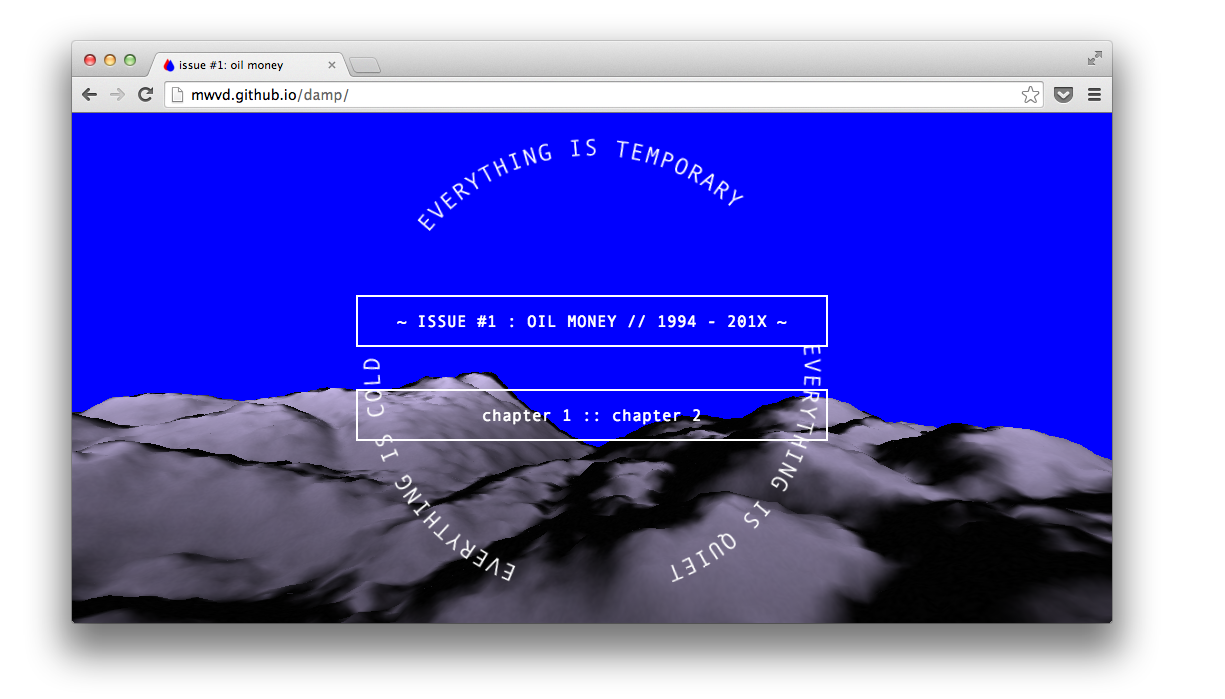 issue #1: oil money
mwvd.github.io/damp/
EVERYTHING IS TEMPORARY
~ ISSUE #1 : OIL MONEY // 1994 - 201X ~
chapter 1 :: chapter 2
EVERYTHING IS QUIET
EVERYTHING IS COLD